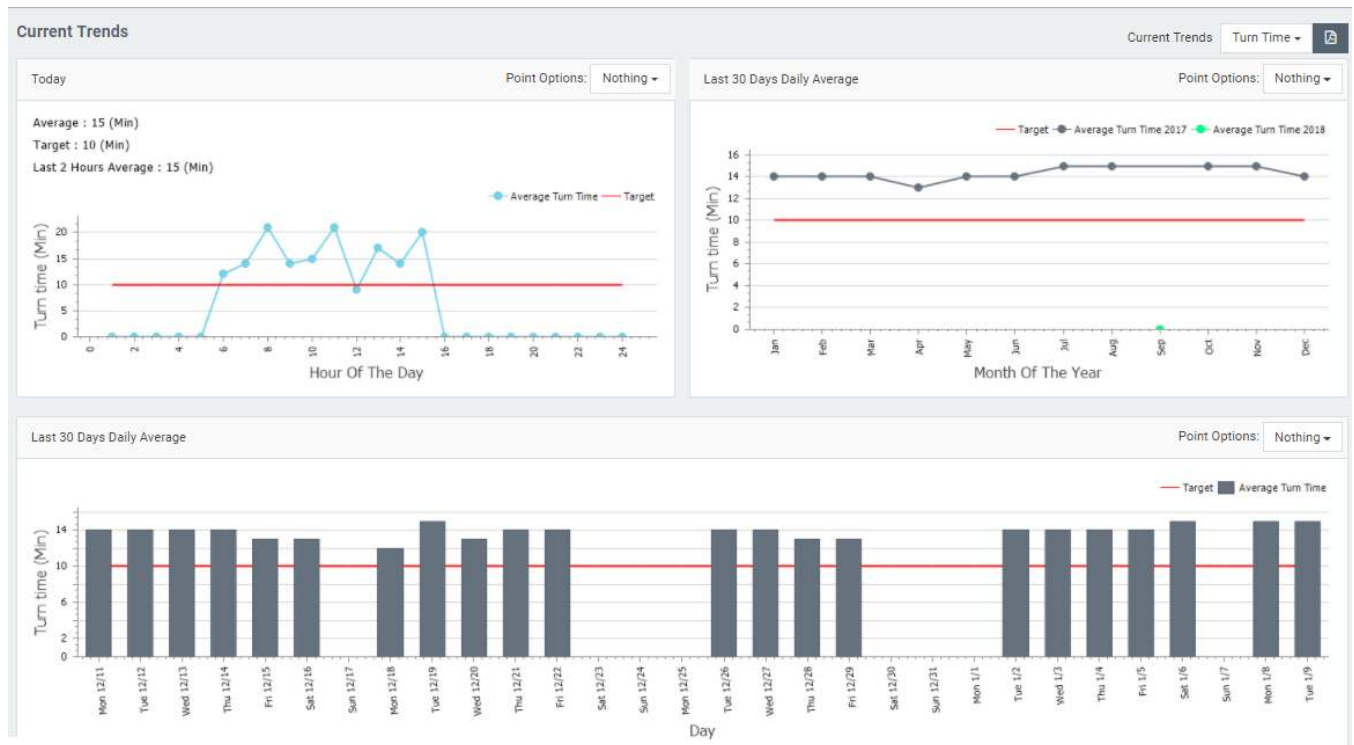 Current Trends
Current Trends Turn Time
Today Point Options: Nothing
Average : 15 (Min)
Target : 10 (Min)
Last 2 Hours Average : 15 (Min)
Average Turn Time Target
Turn time (Min)
20
15
10
5
0
0 2 4 6 8 10 12 14 16 18 20 22 24
Hour Of The Day
Last 30 Days Daily Average Point Options: Nothing
Target Average Turn Time 2017 Average Turn Time 2018
Turn time (Min)
16
14
12
10
8
6
4
2
0
Jan Feb Mar Apr May Jun Jul Aug Sep Oct Nov Dec
Month Of The Year
Last 30 Days Daily Average Point Options: Nothing
Target Average Turn Time
Turn time (Min)
14
10
6
2
0
Mon 12/11 Tue 12/12 Wed 12/13 Thu 12/14 Fri 12/15 Sat 12/16 Sun 12/17 Mon 12/18 Tue 12/19 Wed 12/20 Thu 12/21 Fri 12/22 Sat 12/23 Sun 12/24 Mon 12/25 Tue 12/26 Wed 12/27 Thu 12/28 Fri 12/29 Sat 12/30 Sun 12/31 Mon 1/1 Tue 1/2 Wed 1/3 Thu 1/4 Fri 1/5 Sat 1/6 Sun 1/7 Mon 1/8 Tue 1/9
Day